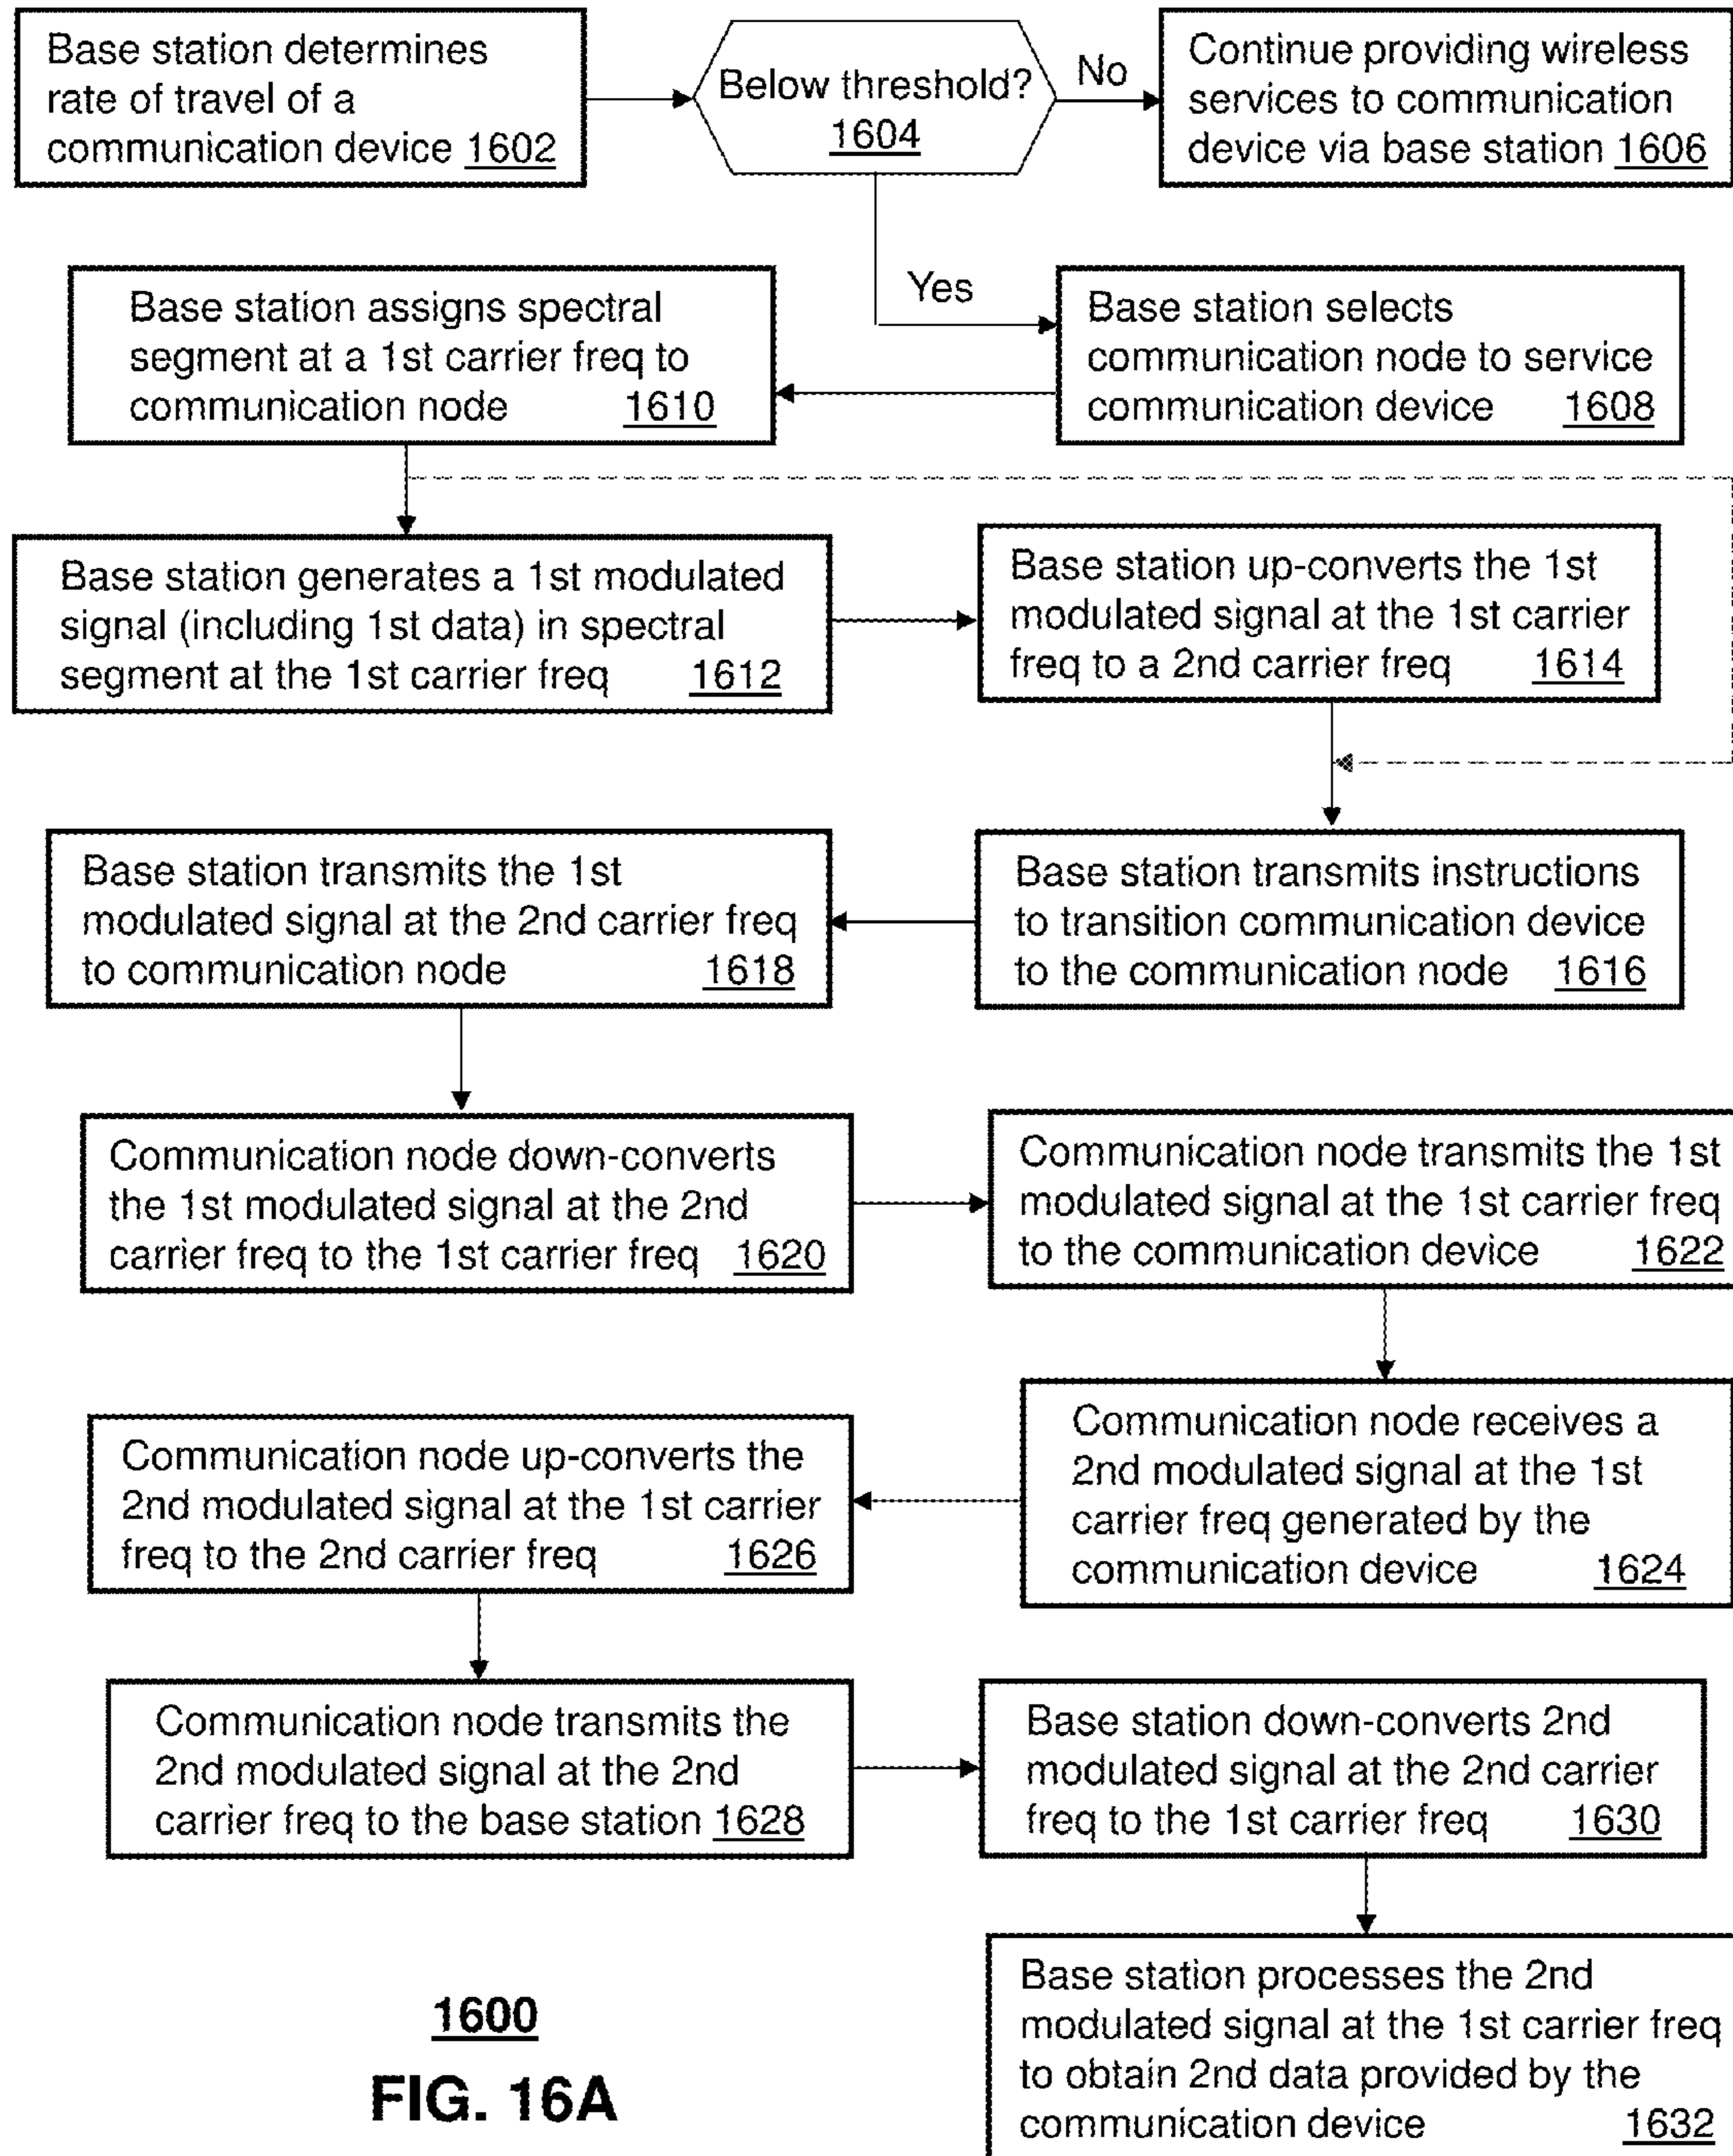 Base station determines
rate of travel of a
communication device 1602
Below threshold?
1604
No
Continue providing wireless
services to communication
device via base station 1606
Yes
Base station selects
communication node to service
communication device 1608
Base station assigns spectral
segment at a 1st carrier freq to
communication node 1610
Base station generates a 1st modulated
signal (including 1st data) in spectral
segment at the 1st carrier freq 1612
Base station up-converts the 1st
modulated signal at the 1st carrier
freq to a 2nd carrier freq 1614
Base station transmits instructions
to transition communication device
to the communication node 1616
Base station transmits the 1st
modulated signal at the 2nd carrier freq
to communication node 1618
Communication node down-converts
the 1st modulated signal at the 2nd
carrier freq to the 1st carrier freq 1620
Communication node transmits the 1st
modulated signal at the 1st carrier freq
to the communication device 1622
Communication node receives a
2nd modulated signal at the 1st
carrier freq generated by the
communication device 1624
Communication node up-converts the
2nd modulated signal at the 1st carrier
freq to the 2nd carrier freq 1626
Communication node transmits the
2nd modulated signal at the 2nd
carrier freq to the base station 1628
Base station down-converts 2nd
modulated signal at the 2nd carrier
freq to the 1st carrier freq 1630
Base station processes the 2nd
modulated signal at the 1st carrier freq
to obtain 2nd data provided by the
communication device 1632
1600
FIG. 16A